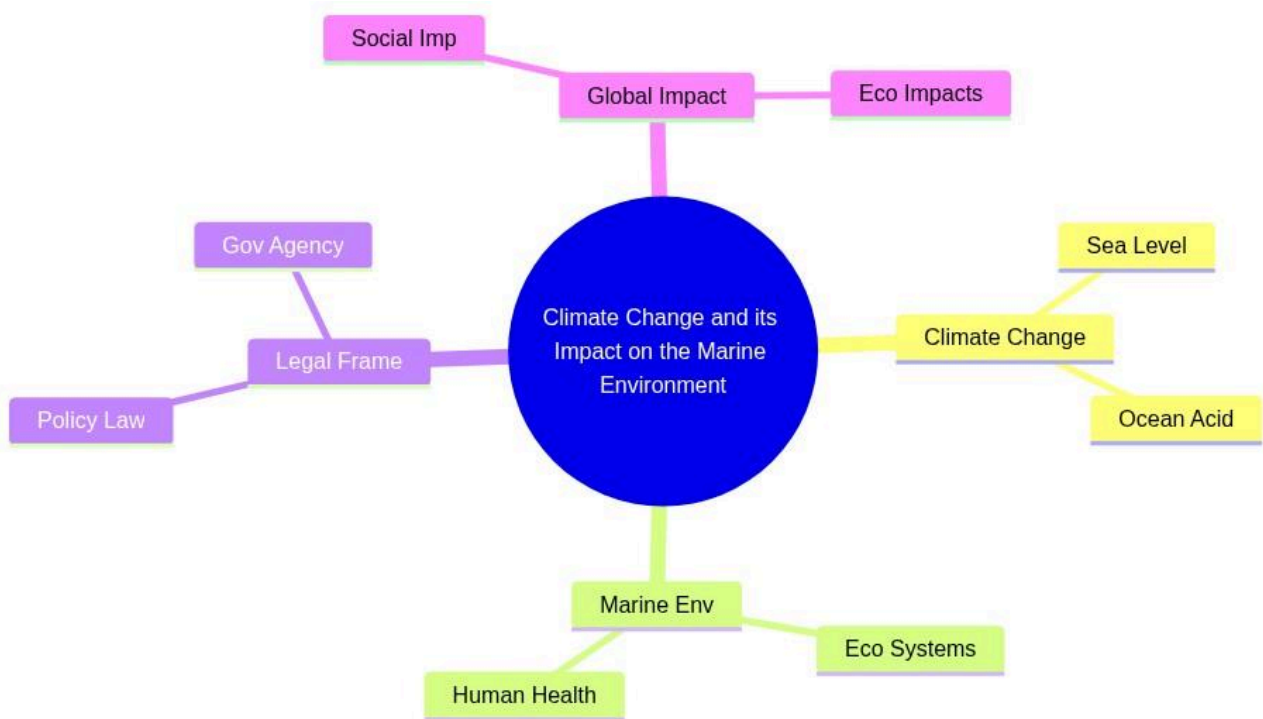 Social Imp
Global Impact
Eco Impacts
Gov Agency
Sea Level
Climate Change and its
Impact on the Marine
Environment
Climate Change
Legal Frame
Policy Law
Ocean Acid
Marine Env
Eco Systems
Human Health